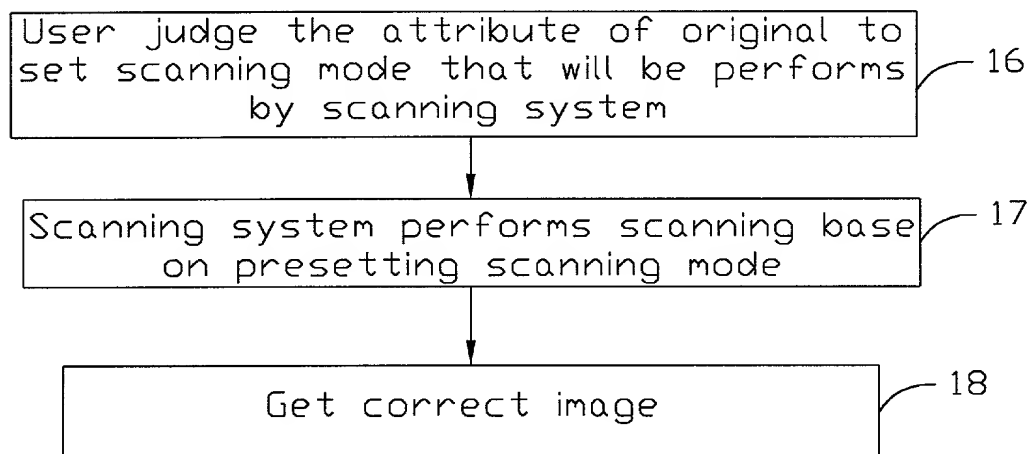 User judge the attribute of original to
set scanning mode that will be performs
by scanning system
16
Scanning system performs scanning base
on presetting scanning mode
17
Get correct image
18